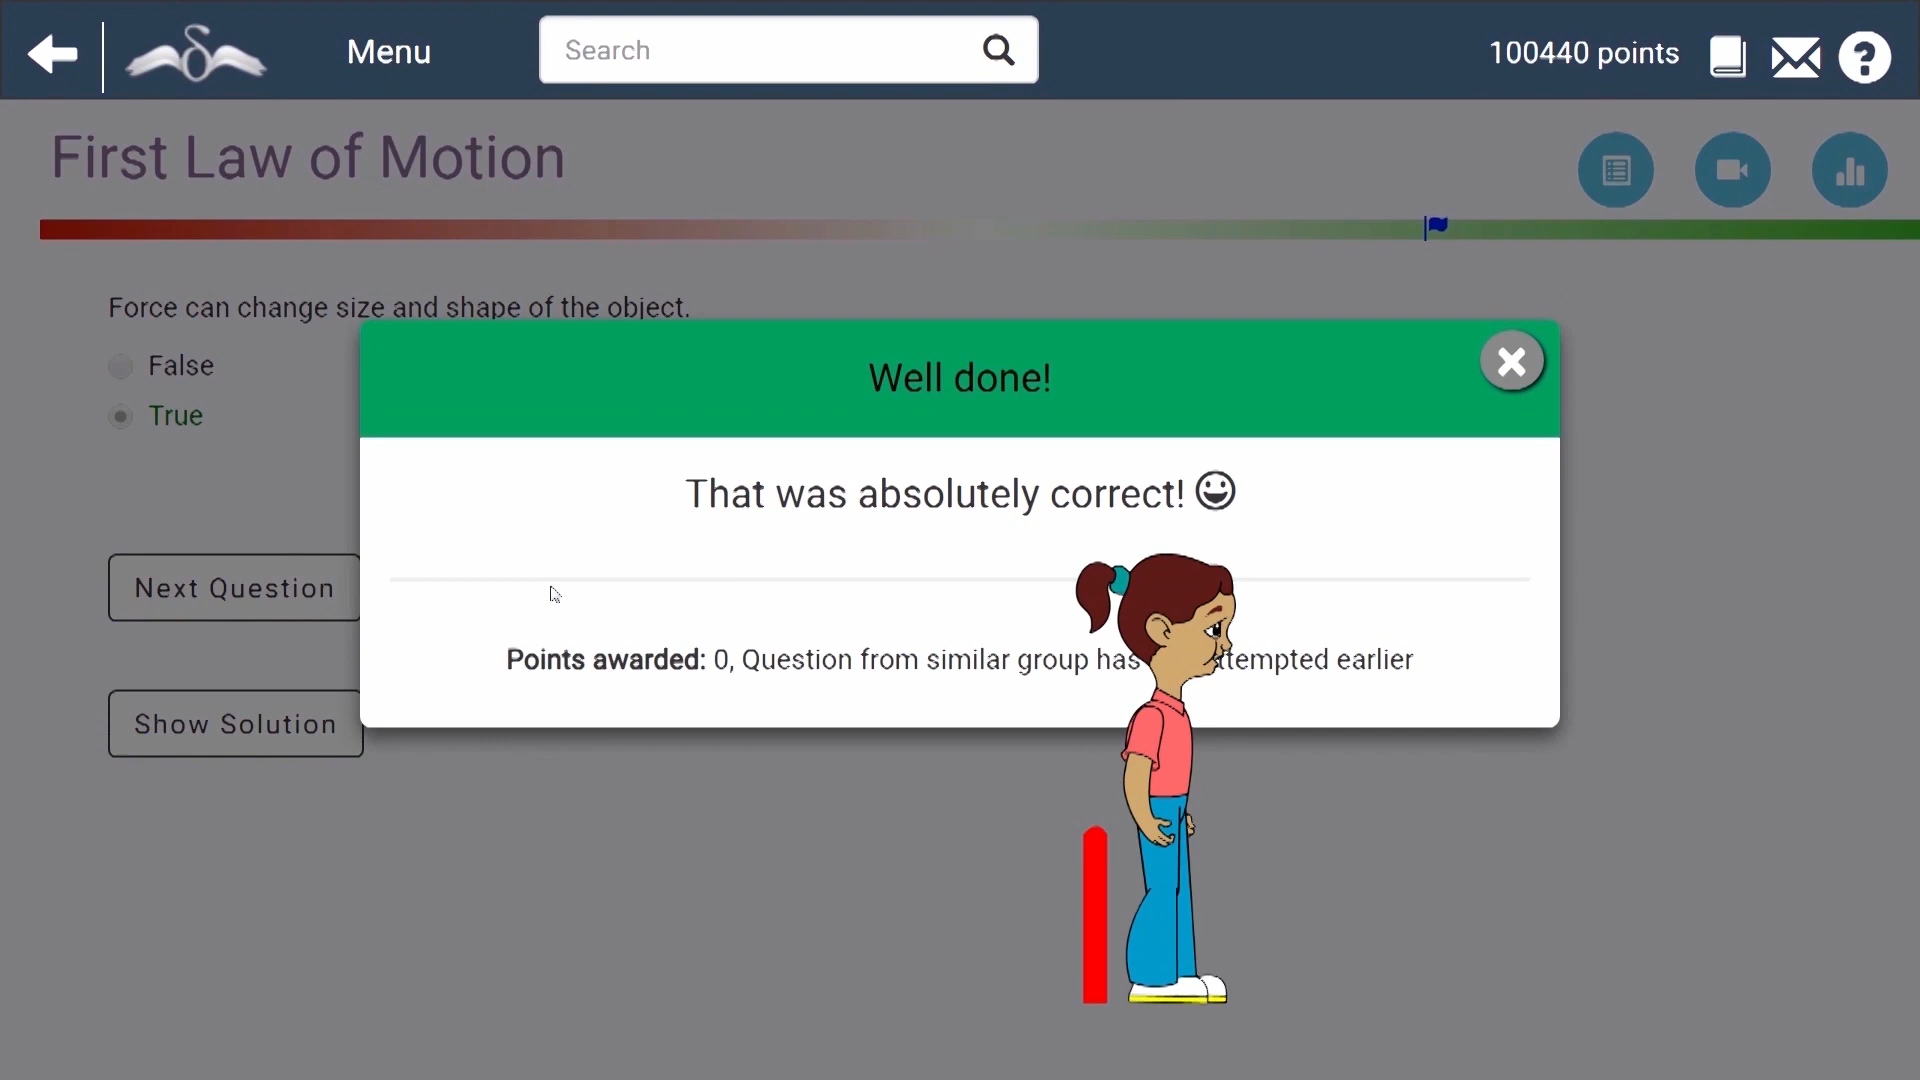 Menu
Search
100440 points
First Law of Motion
Force can change size and shape of the object.
False
True
Well done!
That was absolutely correct!
Next Question
Points awarded: 0, Question from similar group has ttempted earlier
Show Solution